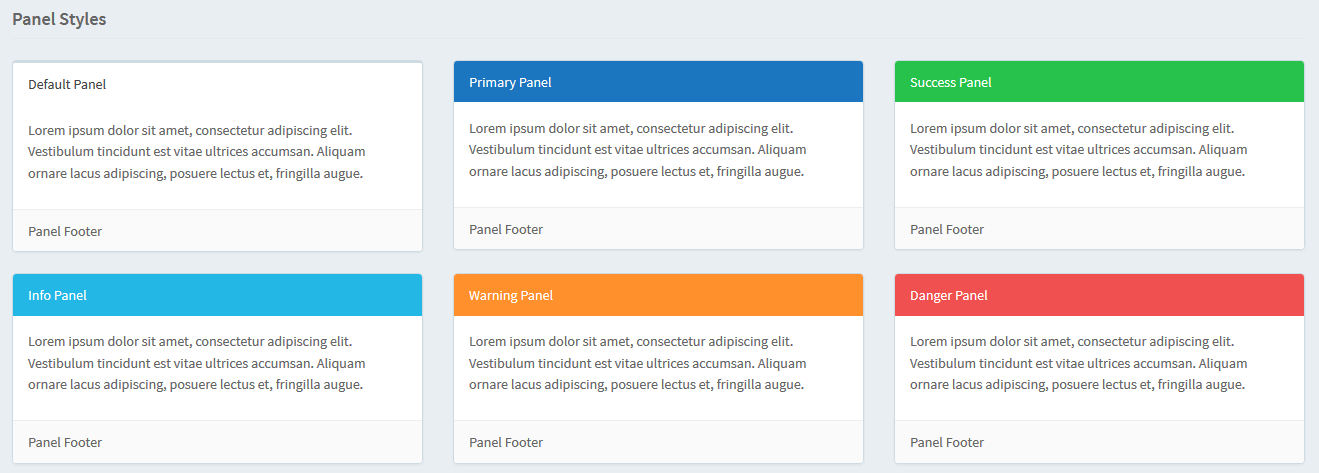 Panel Styles
Default Panel
Lorem ipsum dolor sit amet, consectetur adipiscing elit.
Vestibulum tincidunt est vitae ultrices accumsan. Aliquam
ornare lacus adipiscing, posuere lectus et, fringilla augue.
Panel Footer
Primary Panel
Lorem ipsum dolor sit amet, consectetur adipiscing elit.
Vestibulum tincidunt est vitae ultrices accumsan. Aliquam
ornare lacus adipiscing, posuere lectus et, fringilla augue.
Panel Footer
Success Panel
Lorem ipsum dolor sit amet, consectetur adipiscing elit.
Vestibulum tincidunt est vitae ultrices accumsan. Aliquam
ornare lacus adipiscing, posuere lectus et, fringilla augue.
Panel Footer
Info Panel
Lorem ipsum dolor sit amet, consectetur adipiscing elit.
Vestibulum tincidunt est vitae ultrices accumsan. Aliquam
ornare lacus adipiscing, posuere lectus et, fringilla augue.
Panel Footer
Warning Panel
Lorem ipsum dolor sit amet, consectetur adipiscing elit.
Vestibulum tincidunt est vitae ultrices accumsan. Aliquam
ornare lacus adipiscing, posuere lectus et, fringilla augue.
Panel Footer
Danger Panel
Lorem ipsum dolor sit amet, consectetur adipiscing elit.
Vestibulum tincidunt est vitae ultrices accumsan. Aliquam
ornare lacus adipiscing, posuere lectus et, fringilla augue.
Panel Footer